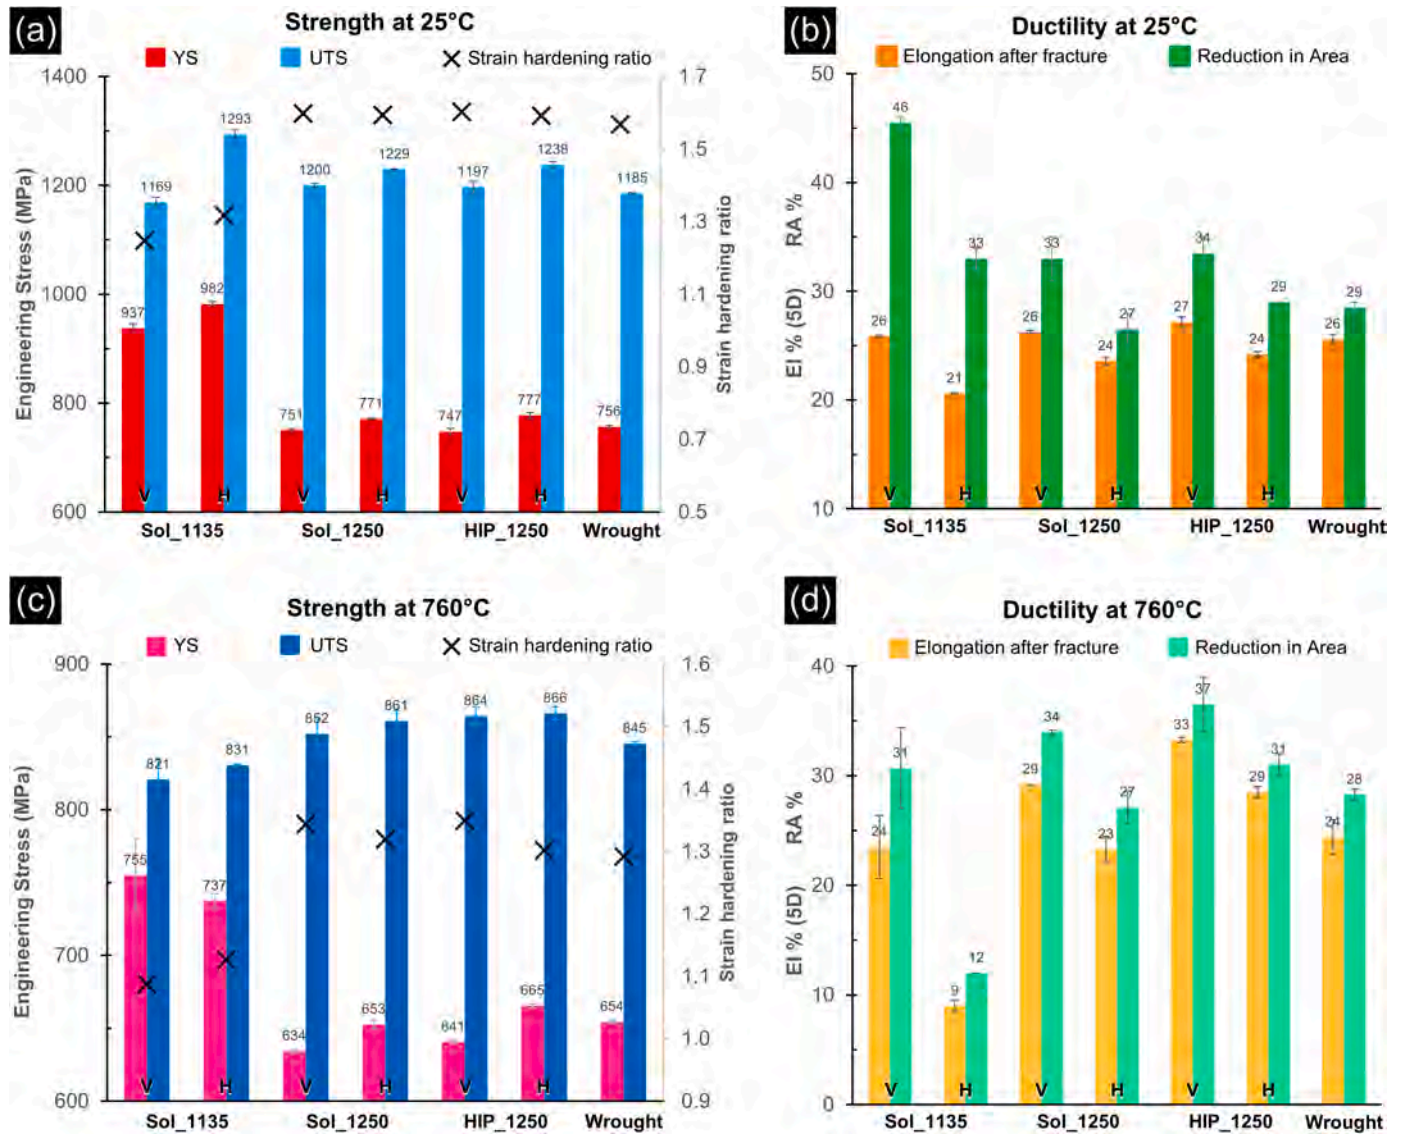 (a)
Strength at 25°C
YS
UTS
Strain hardening ratio
1400
1200
1000
800
600
Engineering Stress (MPa)
1.7
1.5
1.3
1.1
0.9
0.7
0.5
Strain hardening ratio
937
1169
982
1293
751
1200
771
1229
747
1197
777
1238
756
1185
V
H
V
H
V
H
Sol_1135
Sol_1250
HIP_1250
Wrought
(b)
Ductility at 25°C
Elongation after fracture
Reduction in Area
50
40
30
20
10
EI % (5D)
RA %
26
46
21
33
26
33
24
27
27
34
24
29
26
29
V
H
V
H
V
H
Sol_1135
Sol_1250
HIP_1250
Wrought
(c)
Strength at 760°C
YS
UTS
Strain hardening ratio
900
800
700
600
Engineering Stress (MPa)
1.6
1.5
1.4
1.3
1.2
1.1
1.0
0.9
Strain hardening ratio
755
821
737
831
634
852
653
861
641
864
665
866
654
845
V
H
V
H
V
H
Sol_1135
Sol_1250
HIP_1250
Wrought
(d)
Ductility at 760°C
Elongation after fracture
Reduction in Area
40
30
20
10
0
EI % (5D)
RA %
24
31
9
12
29
34
23
27
33
37
29
31
24
28
V
H
V
H
V
H
Sol_1135
Sol_1250
HIP_1250
Wrought